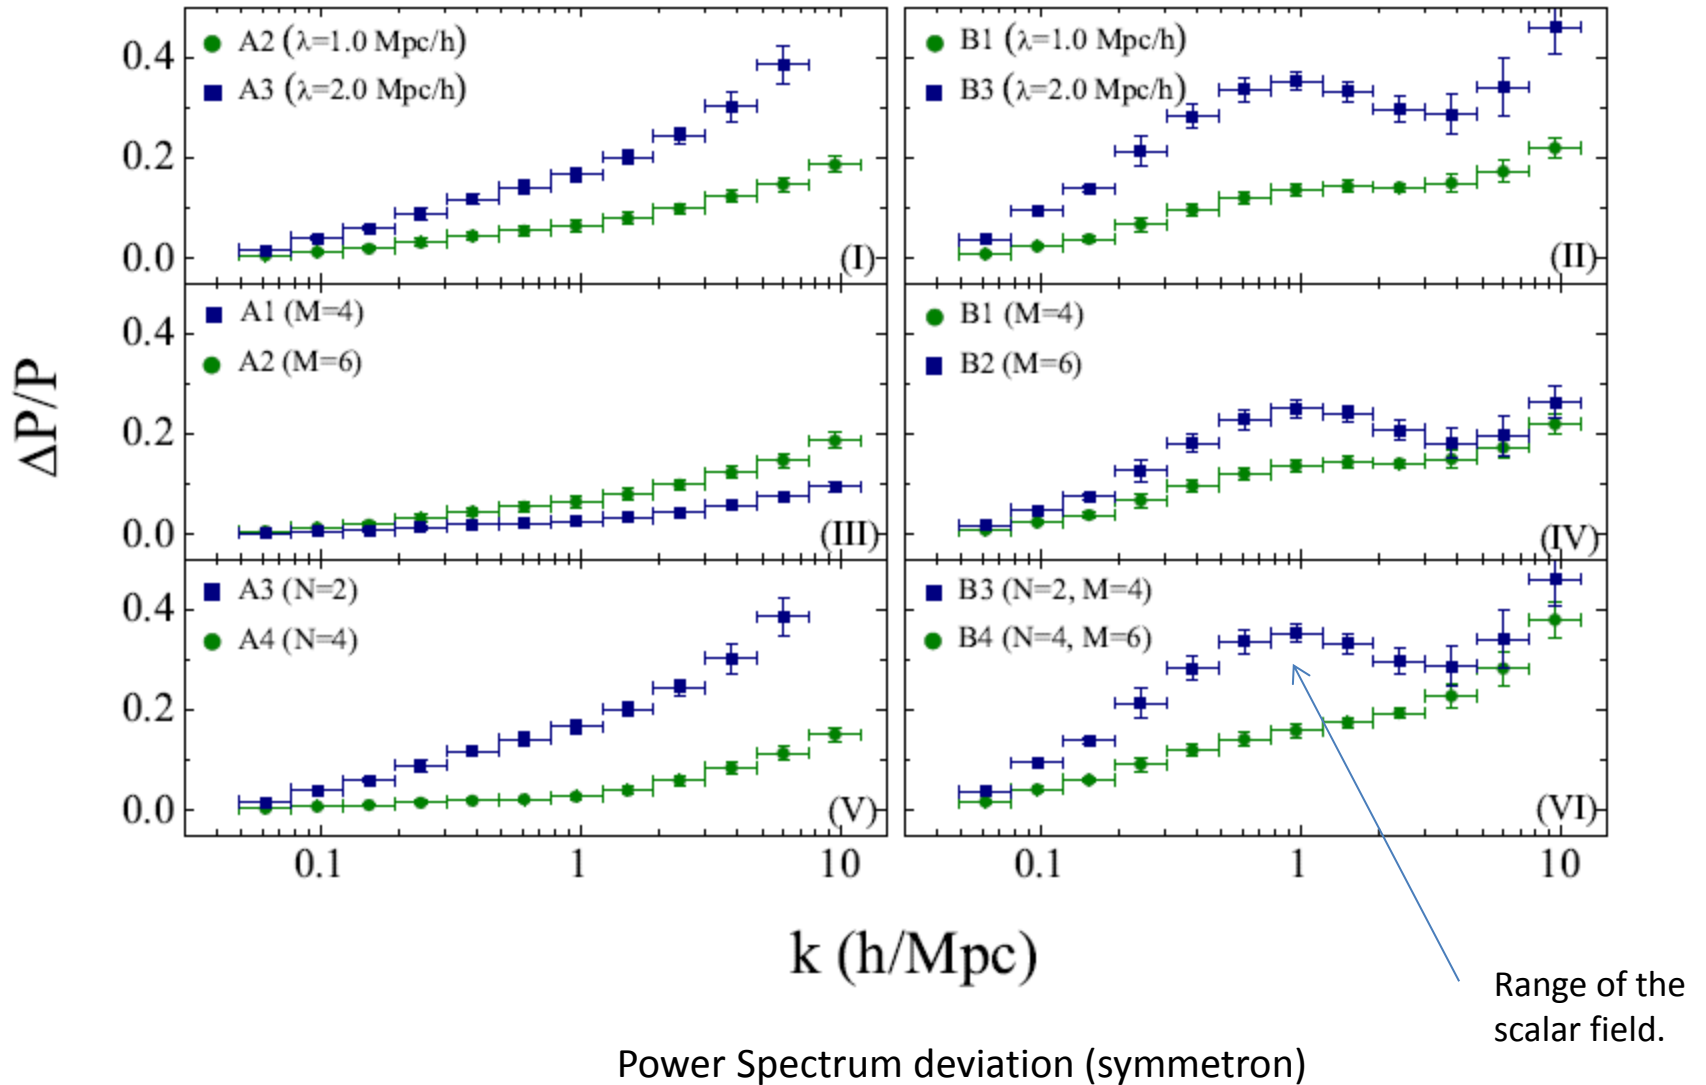 A2 (λ=1.0 Mpc/h)
A3 (λ=2.0 Mpc/h)
(I)
B1 (λ=1.0 Mpc/h)
B3 (λ=2.0 Mpc/h)
(II)
0.4
0.2
0.0
A1 (M=4)
A2 (M=6)
(III)
B1 (M=4)
B2 (M=6)
(IV)
0.4
0.2
0.0
A3 (N=2)
A4 (N=4)
(V)
B3 (N=2, M=4)
B4 (N=4, M=6)
(VI)
0.4
0.2
0.0
ΔP/P
0.1 1 10
0.1 1 10
k (h/Mpc)
Range of the
scalar field.
Power Spectrum deviation (symmetron)